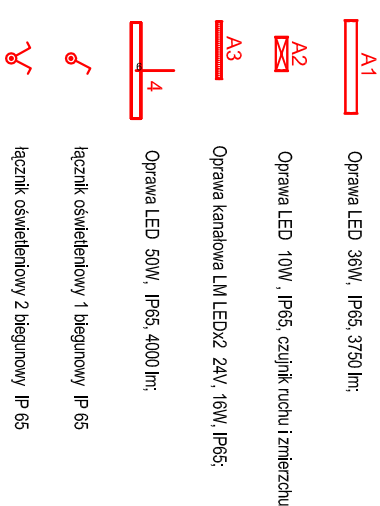 A1 Oprawa LED 36W, IP65, 3750 lm;
A2 Oprawa LED 10W , IP65, czujnik ruchu i zmierzchu
A3 Oprawa kanałowa LM LEDx2 24V, 16W, IP65;
4 Oprawa LED 50W, IP65, 4000 lm;
łącznik oświetleniowy 1 biegunowy IP 65
łącznik oświetleniowy 2 biegunowy IP 65